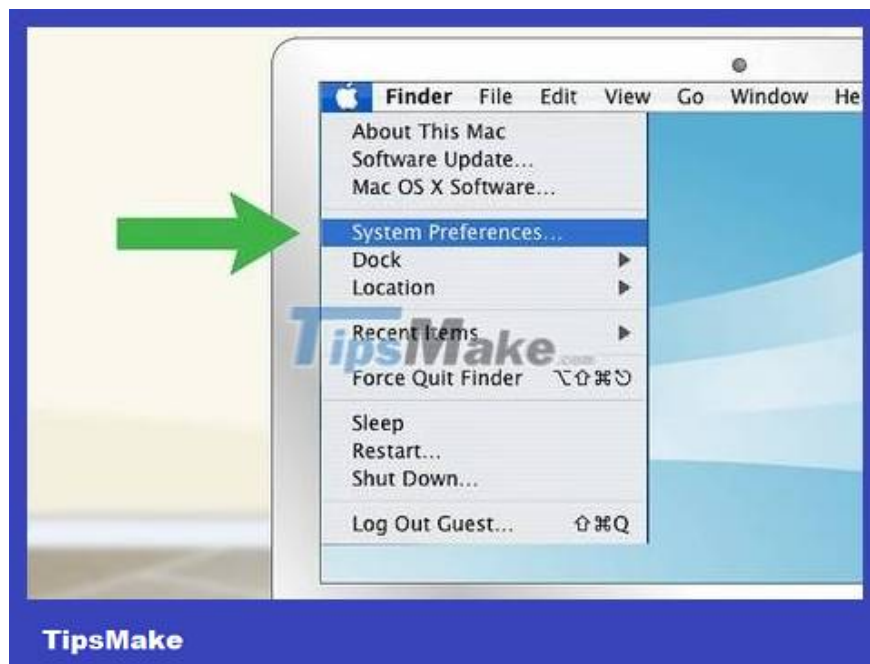 Finder File Edit View Go Window He
About This Mac
Software Update...
Mac OS X Software...
System Preferences...
Dock
Location
Recent Items
TipsMake.com
Force Quit Finder ⌥⇧⌘⎋
Sleep
Restart...
Shut Down...
Log Out Guest... ⇧⌘Q
TipsMake